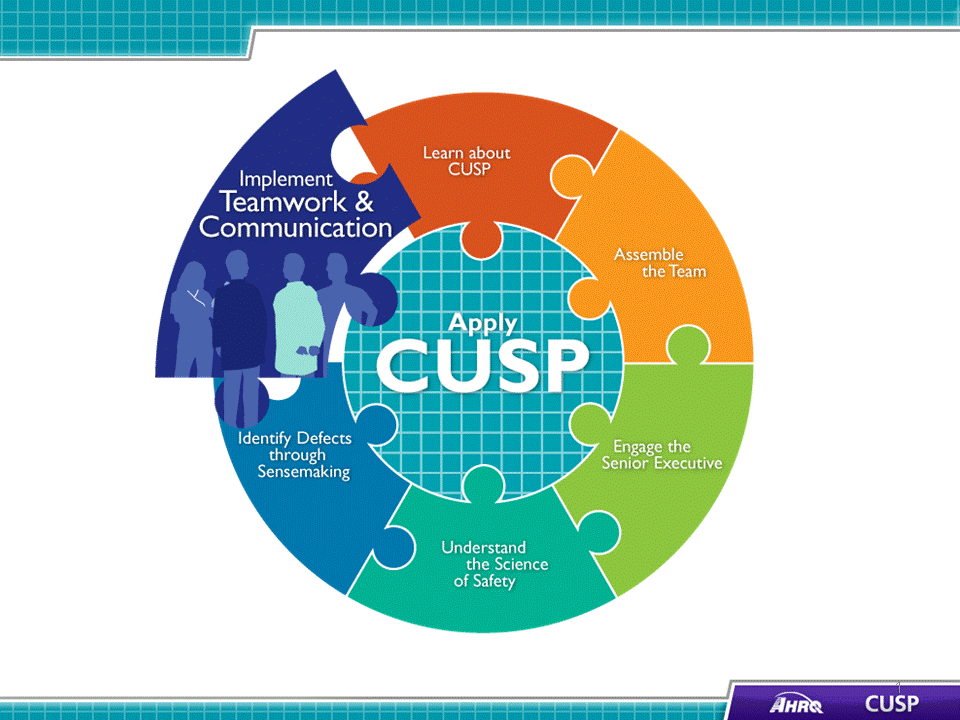 Learn about
CUSP
Assemble
the Team
Engage the
Senior Executive
Understand
the Science
of Safety
Identify Defects
through
Sensemaking
Implement
Teamwork &
Communication
Apply
CUSP
1
AHRQ
CUSP